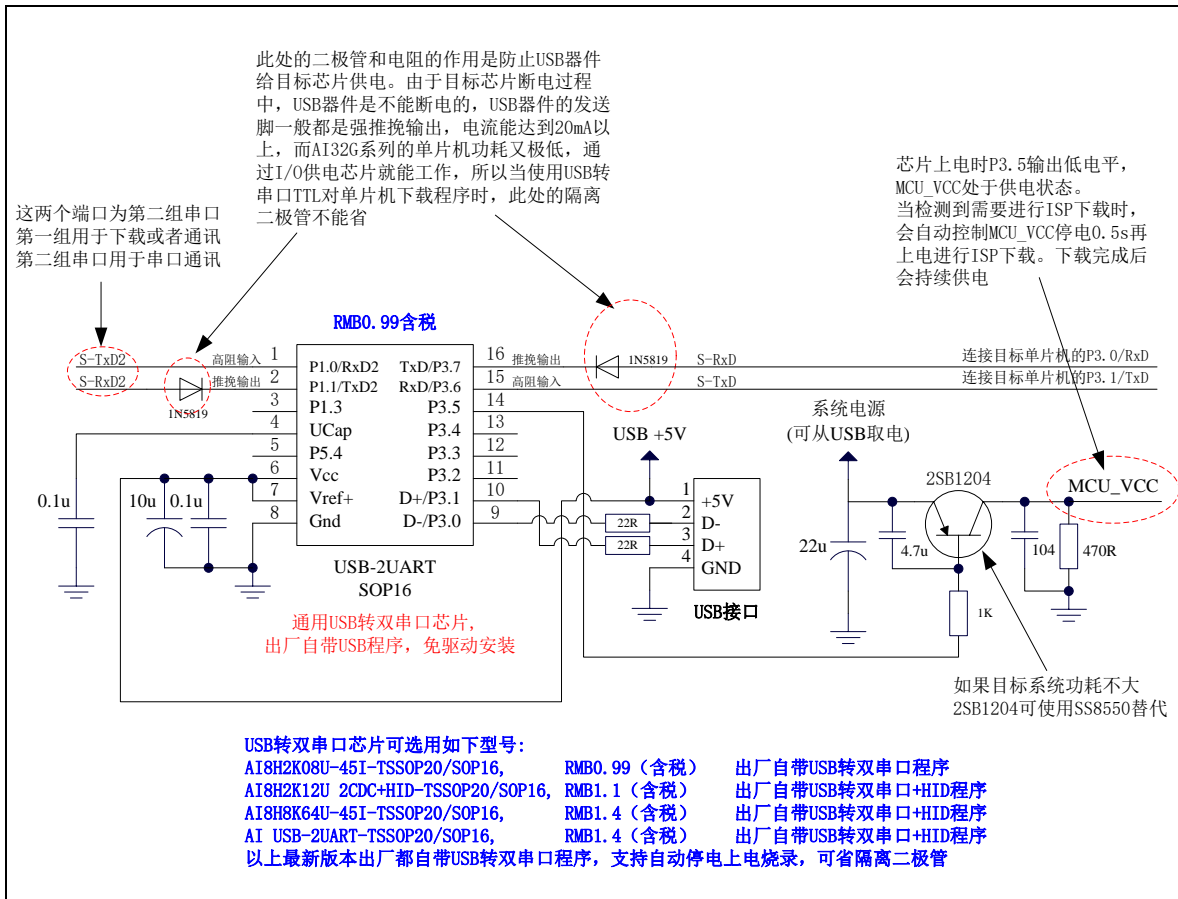 此处的二极管和电阻的作用是防止USB器件
给目标芯片供电。由于目标芯片断电过程
中，USB器件是不能断电的，USB器件的发送
脚一般都是强推挽输出，电流能达到20mA以
上，而AI32G系列的单片机功耗又极低，通
过I/O供电芯片就能工作，所以当使用USB转
串口TTL对单片机下载程序时，此处的隔离
二极管不能省
芯片上电时P3.5输出低电平，
MCU_VCC处于供电状态。
当检测到需要进行ISP下载时，
会自动控制MCU_VCC停电0.5s再
上电进行ISP下载。下载完成后
会持续供电
这两个端口为第二组串口
第一组用于下载或者通讯
第二组串口用于串口通讯
RMB0.99含税
S-TxD2
高阻输入
1
P1.0/RxD2
TxD/P3.7
16
推挽输出
1N5819
S-RxD
连接目标单片机的P3.0/RxD
S-RxD2
1N5819
推挽输出
2
P1.1/TxD2
RxD/P3.6
15
高阻输入
S-TxD
连接目标单片机的P3.1/TxD
3
P1.3
P3.5
14
4
UCap
P3.4
13
5
P5.4
P3.3
12
6
Vcc
P3.2
11
7
Vref+
D+/P3.1
10
8
Gnd
D-/P3.0
9
0.1u
10u
0.1u
USB-2UART
SOP16
通用USB转双串口芯片，
出厂自带USB程序，免驱动安装
USB +5V
22R
22R
1
+5V
2
D-
3
D+
4
GND
USB接口
系统电源
(可从USB取电)
2SB1204
MCU_VCC
22u
4.7u
104
470R
1K
如果目标系统功耗不大
2SB1204可使用SS8550替代
USB转双串口芯片可选用如下型号：
AI8H2K08U-45I-TSSOP20/SOP16, RMB0.99（含税） 出厂自带USB转双串口程序
AI8H2K12U 2CDC+HID-TSSOP20/SOP16, RMB1.1（含税） 出厂自带USB转双串口+HID程序
AI8H8K64U-45I-TSSOP20/SOP16, RMB1.4（含税） 出厂自带USB转双串口+HID程序
AI USB-2UART-TSSOP20/SOP16, RMB1.4（含税） 出厂自带USB转双串口+HID程序
以上最新版本出厂都自带USB转双串口程序，支持自动停电上电烧录，可省隔离二极管